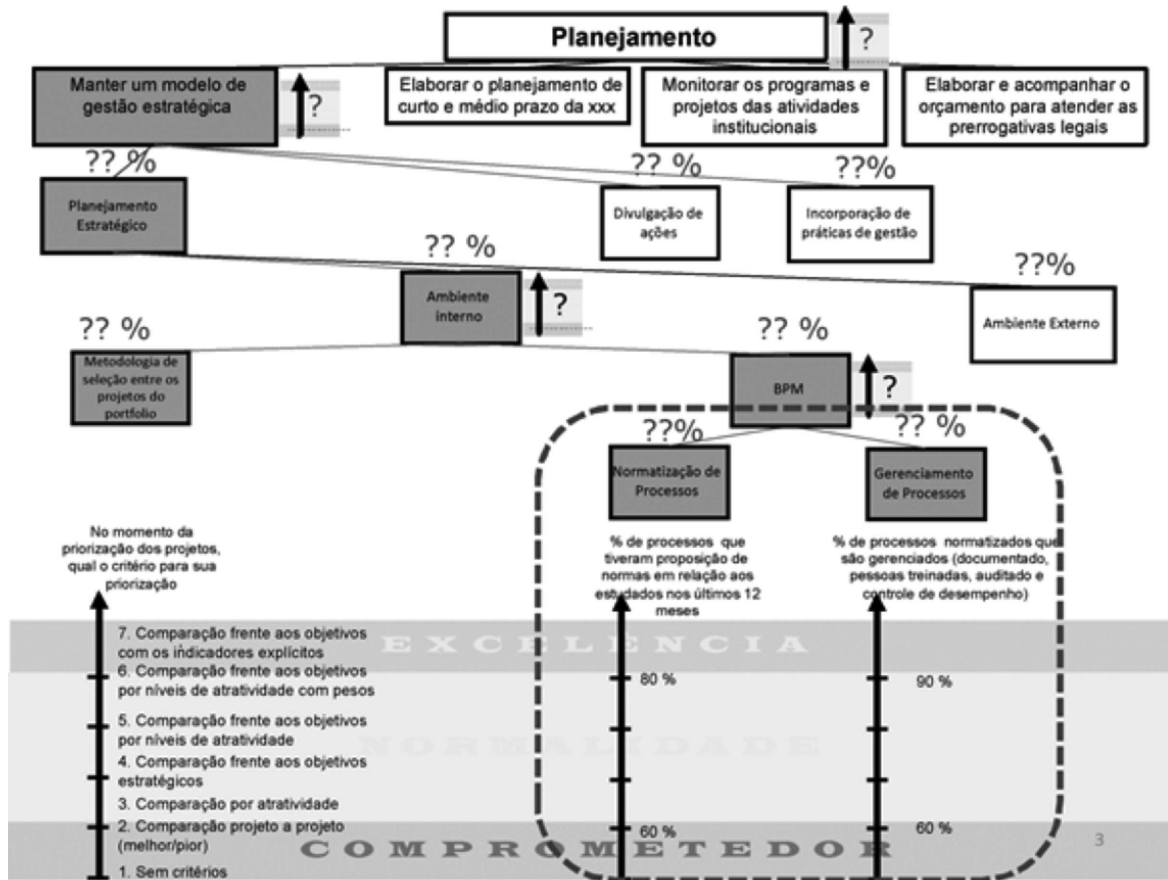 Planejamento
?
Manter um modelo de
gestão estratégica
?
Elaborar o planejamento de
curto e médio prazo da xxx
Monitorar os programas e
projetos das atividades
institucionais
Elaborar e acompanhar o
orçamento para atender as
prerrogativas legais
?? %
?? %
??%
Planejamento
Estratégico
Divulgação de
ações
Incorporação de
práticas de gestão
?? %
??%
Ambiente
interno
?
Ambiente Externo
?? %
?? %
Metodologia de
seleção entre os
projetos do
portfolio
BPM
?
??%
?? %
Normatização de
Processos
Gerenciamento
de Processos
No momento da
priorização dos projetos,
qual o critério para sua
priorização
% de processos que
tiveram proposição de
normas em relação aos
estudados nos últimos 12
meses
% de processos normatizados que
são gerenciados (documentado,
pessoas treinadas, auditado e
controle de desempenho)
7. Comparação frente aos objetivos
com os indicadores explícitos
EXCELENCIA
6. Comparação frente aos objetivos
por níveis de atratividade com pesos
80 %
90 %
5. Comparação frente aos objetivos
por níveis de atratividade
NORMALIDADE
4. Comparação frente aos objetivos
estratégicos
3. Comparação por atratividade
2. Comparação projeto a projeto
(melhor/pior)
60 %
60 %
COMPROMETEDOR
3
1. Sem critérios